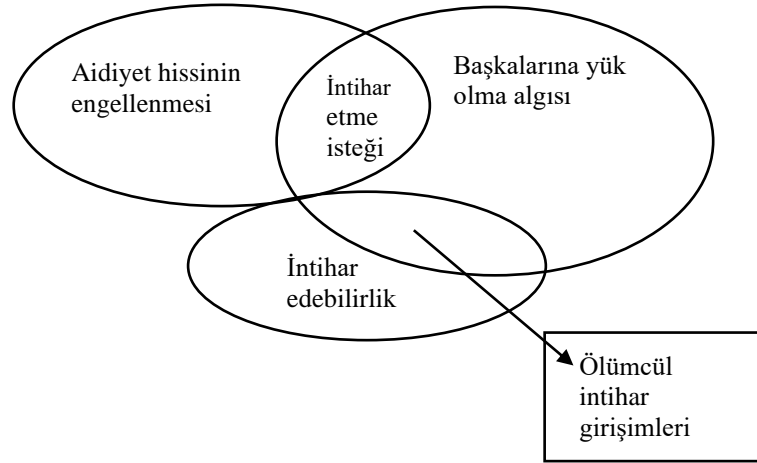 Aidiyet hissinin
engellenmesi
İntihar
etme
isteği
Başkalarına yük
olma algısı
İntihar
edebilirlik
Ölümcül
intihar
girişimleri